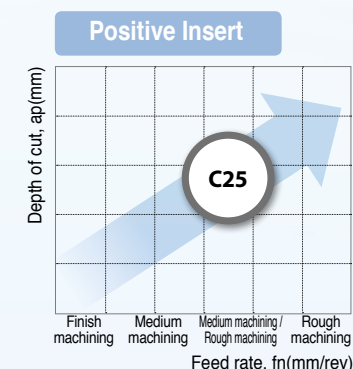 Positive Insert
Depth of cut, ap(mm)
C25
Finish machining
Medium machining
Medium machining / Rough machining
Rough machining
Feed rate, fn(mm/rev)